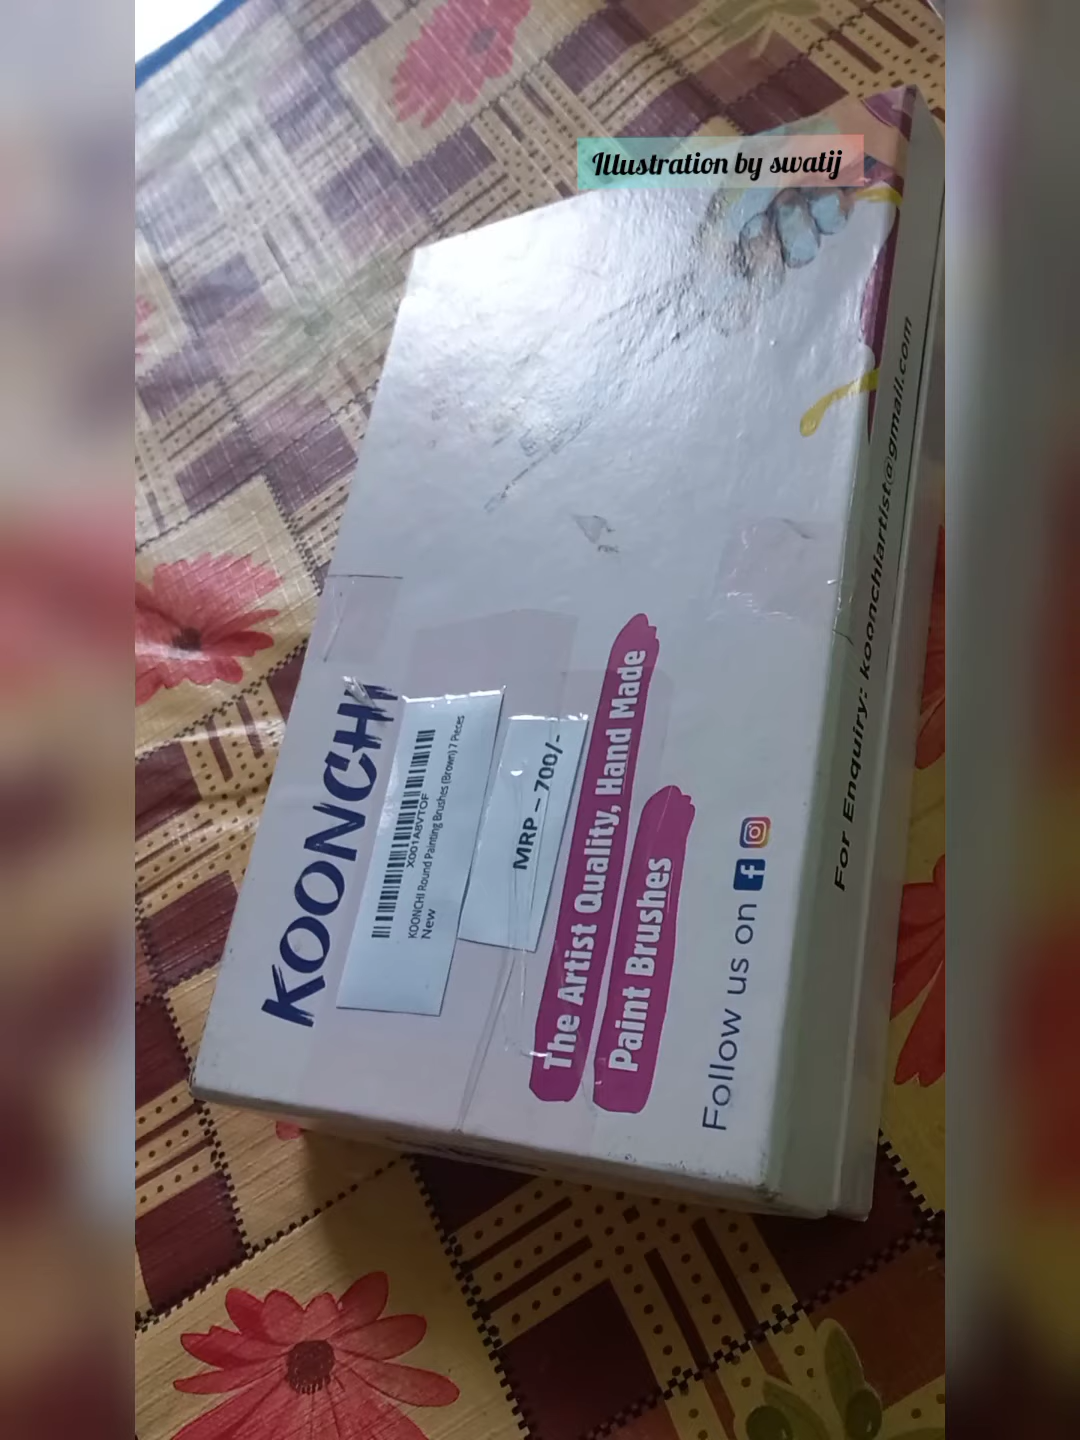 Illustration by swatij
KOONCHI
X001A8VTOF
KOONCHI Round Painting Brushes (Brown) 7 Pieces
New
MRP - 700/-
The Artist Quality, Hand Made
Paint Brushes
Follow us on
For Enquiry: koonchiartist@gmail.com